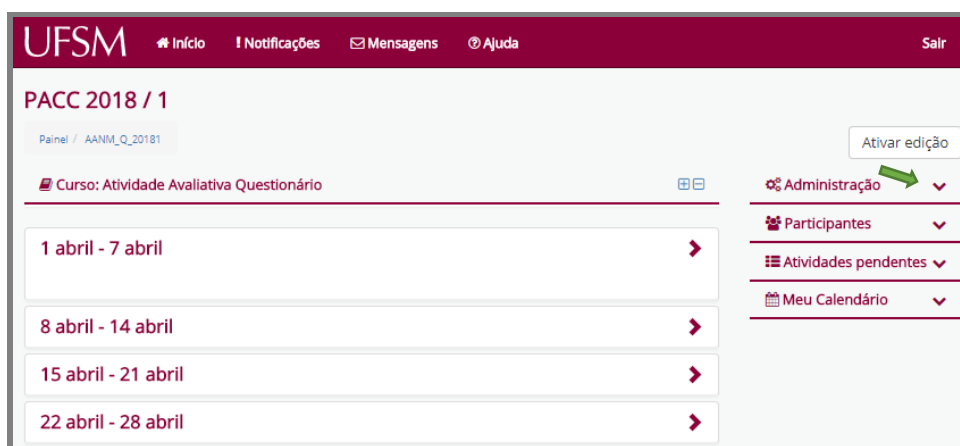 UFSM Início Notificações Mensagens Ajuda Sair
PACC 2018 / 1
Painel / AANM_Q_20181
Ativar edição
Curso: Atividade Avaliativa Questionário
Administração
Participantes
Atividades pendentes
Meu Calendário
1 abril - 7 abril
8 abril - 14 abril
15 abril - 21 abril
22 abril - 28 abril